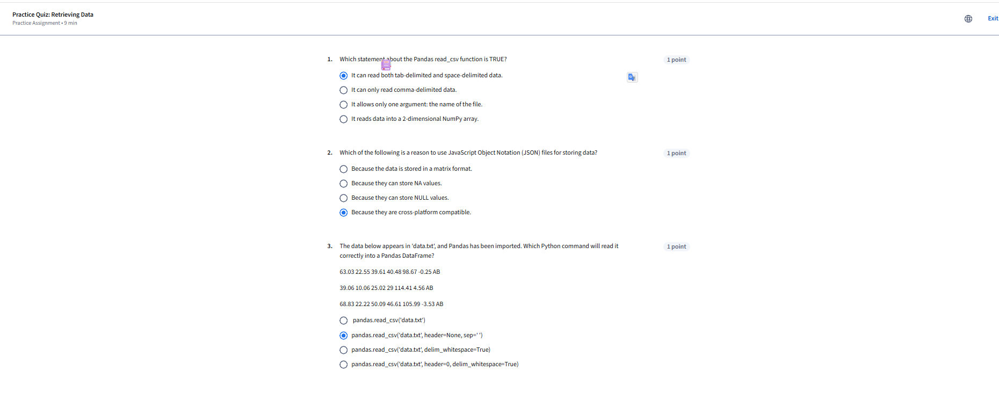 Practice Quiz: Retrieving Data
Practice Assignment • 9 min
Exit
1. Which statement about the Pandas read_csv function is TRUE?
1 point
It can read both tab-delimited and space-delimited data.
It can only read comma-delimited data.
It allows only one argument: the name of the file.
It reads data into a 2-dimensional NumPy array.
2. Which of the following is a reason to use JavaScript Object Notation (JSON) files for storing data?
1 point
Because the data is stored in a matrix format.
Because they can store NA values.
Because they can store NULL values.
Because they are cross-platform compatible.
3. The data below appears in 'data.txt', and Pandas has been imported. Which Python command will read it
1 point
correctly into a Pandas DataFrame?
63.03 22.55 39.61 40.48 98.67 -0.25 AB
39.06 10.06 25.02 29 114.41 4.56 AB
68.83 22.22 50.09 46.61 105.99 -3.53 AB
pandas.read_csv('data.txt')
pandas.read_csv('data.txt', header=None, sep=' ')
pandas.read_csv('data.txt', delim_whitespace=True)
pandas.read_csv('data.txt', header=0, delim_whitespace=True)